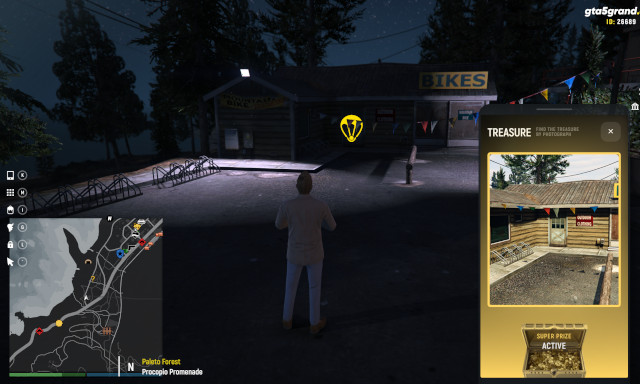 gta5grand.
ID: 26689
BIKES
TREASURE
FIND THE TREASURE
BY PHOTOGRAPH
×
K
M
I
G
L
N
SUPER PRIZE
ACTIVE
N
Paleto Forest
Procopio Promenade